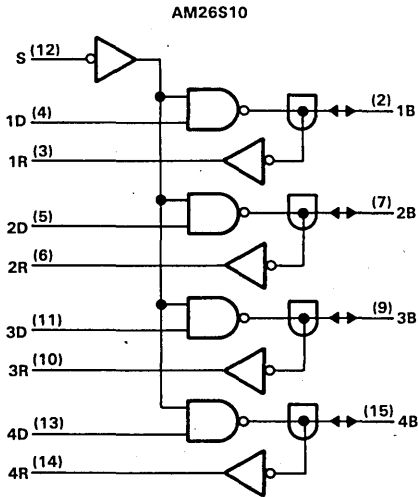 AM26S10
S (12)
(2) 1B
1D (4)
1R (3)
(7) 2B
2D (5)
2R (6)
(9) 3B
3D (11)
3R (10)
(15) 4B
4D (13)
4R (14)